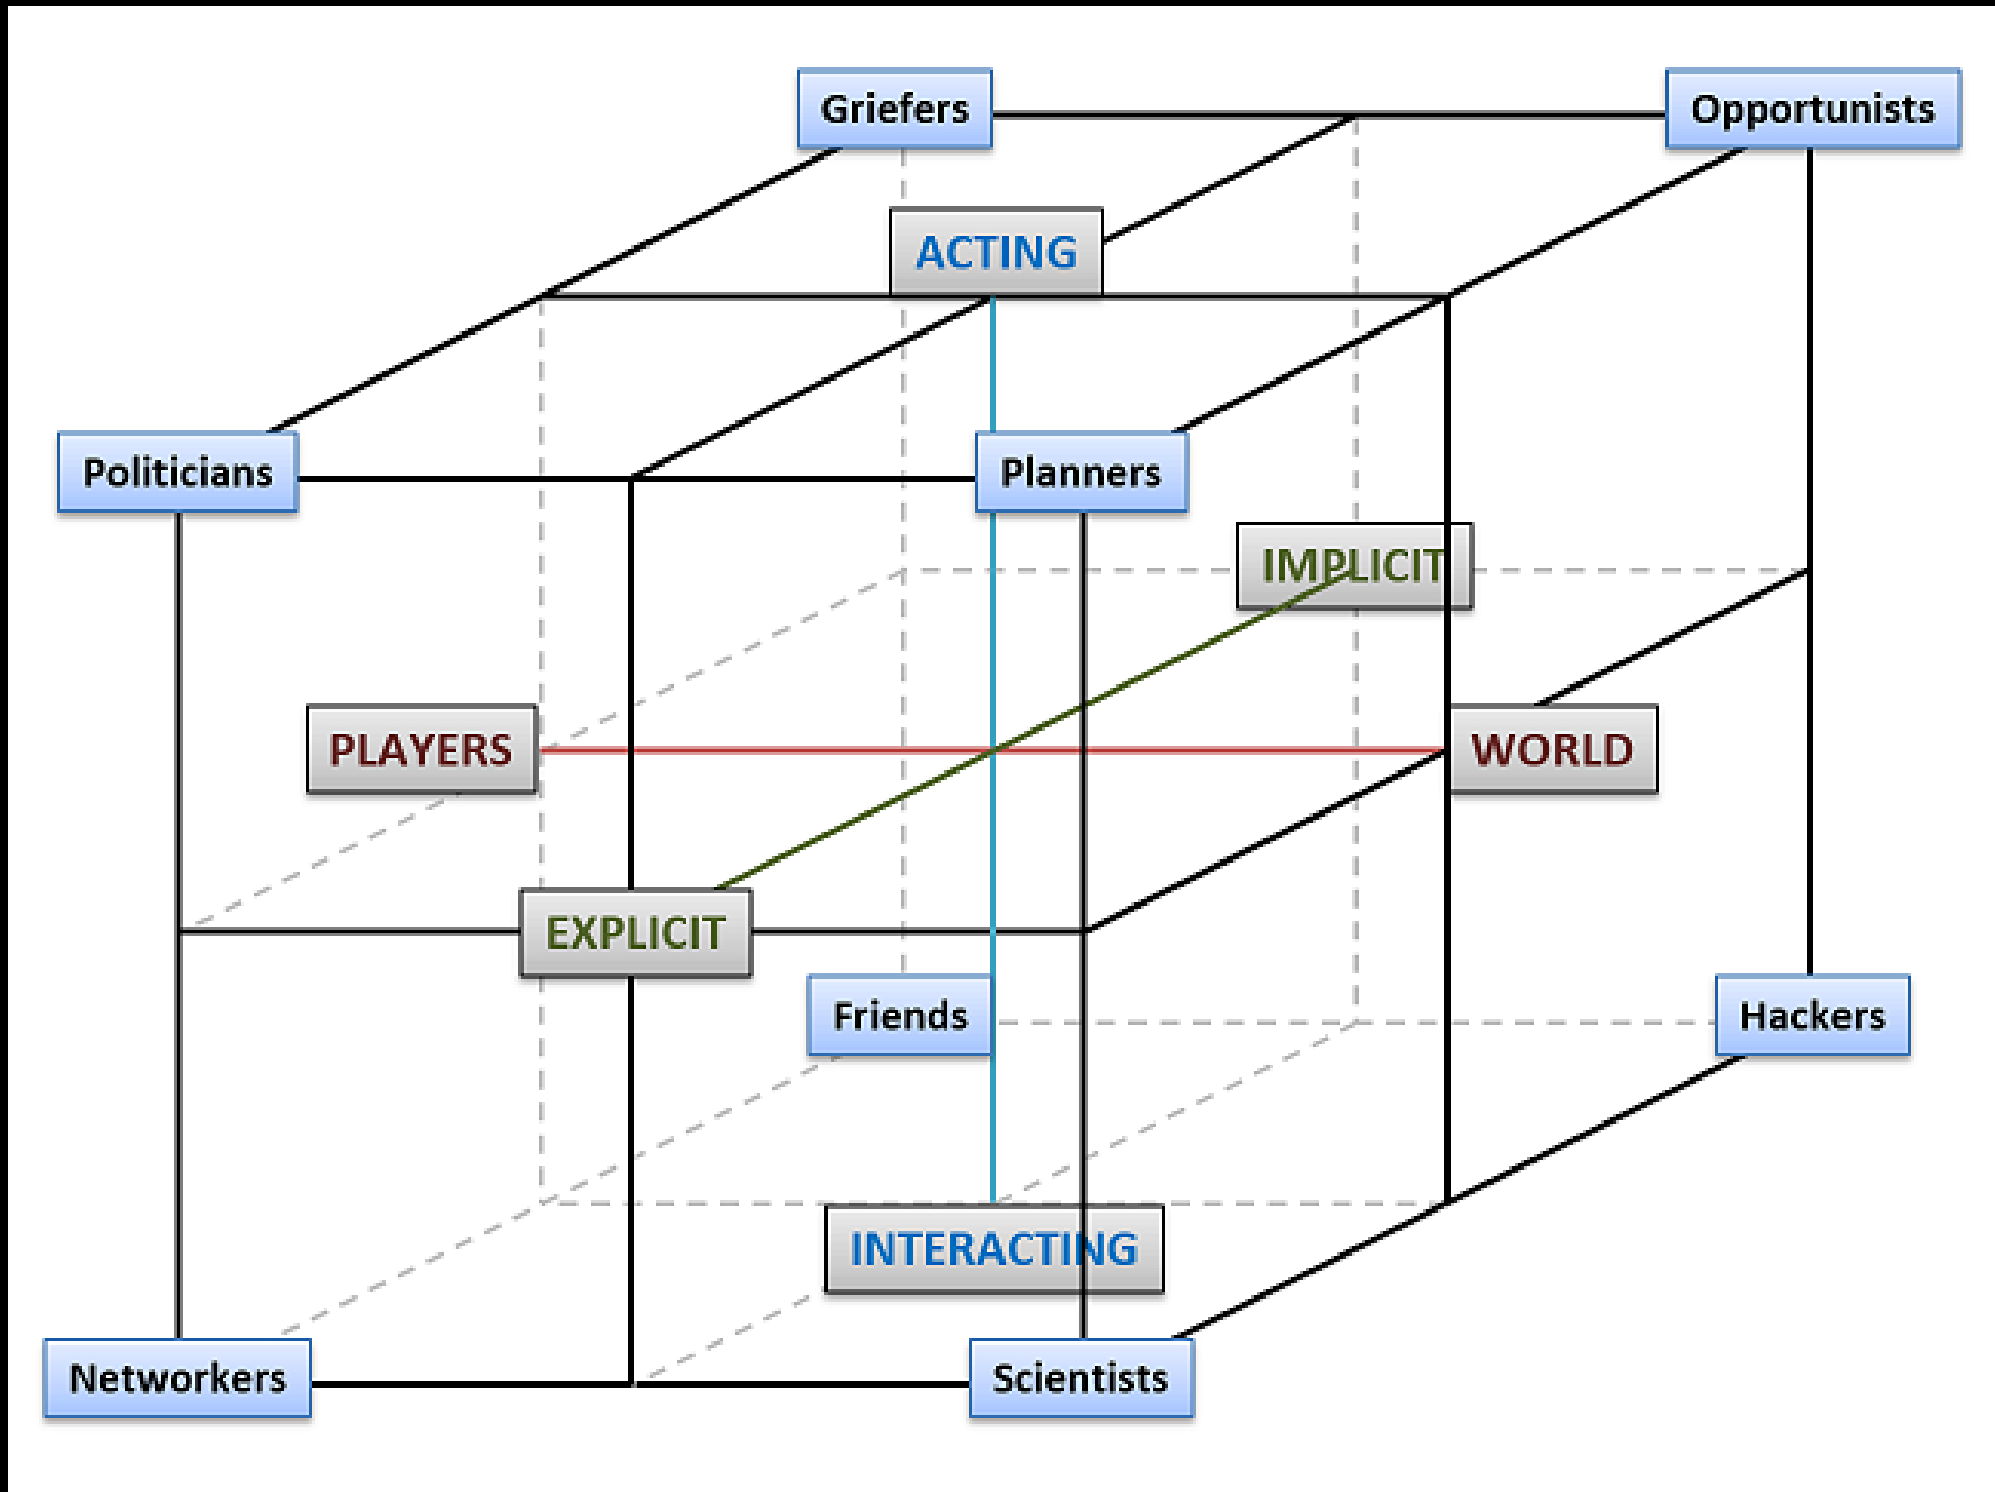 Griefers
Opportunists
ACTING
Politicians
Planners
IMPLICIT
PLAYERS
WORLD
EXPLICIT
Friends
Hackers
INTERACTING
Networkers
Scientists